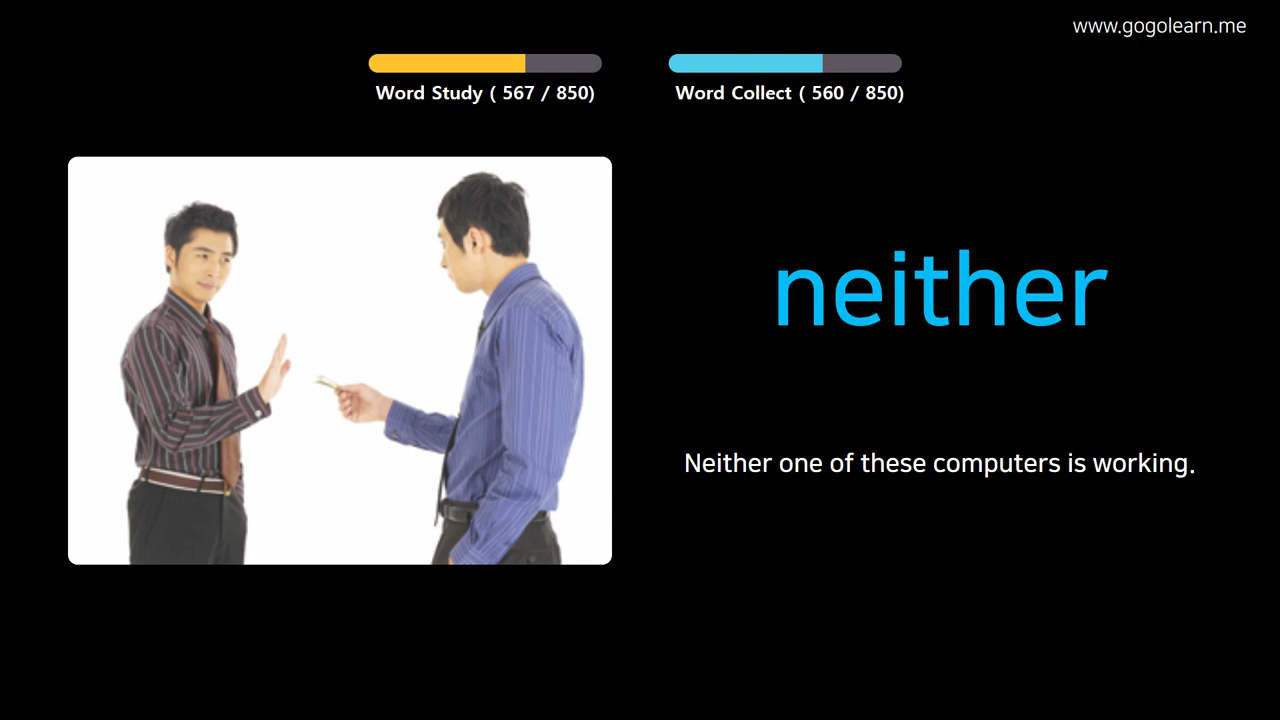 www.gogolearn.me
Word Study ( 567 / 850)
Word Collect ( 560 / 850)
neither
Neither one of these computers is working.